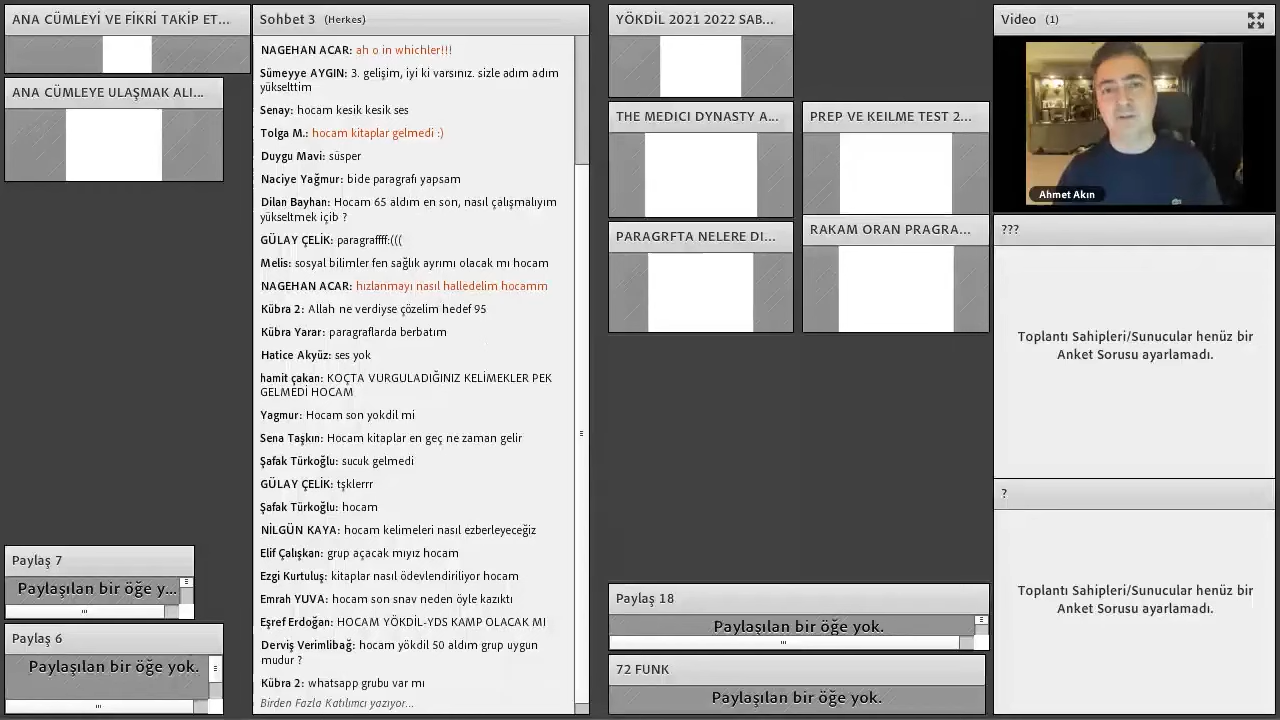 ANA CÜMLEYİ VE FİKRİ TAKİP ET...
ANA CÜMLEYE ULAŞMAK ALI...
Paylaş 7
Paylaşılan bir öğe y...
Paylaş 6
Paylaşılan bir öğe yok.
Sohbet 3 (Herkes)
NAGEHAN ACAR: ah o in whichler!!!
Sümeyye AYGIN: 3. gelişim, iyi ki varsınız. sizle adım adım
yükselttim
Senay: hocam kesik kesik ses
Tolga M.: hocam kitaplar gelmedi :)
Duygu Mavi: süsper
Naciye Yağmur: bide paragrafı yapsam
Dilan Bayhan: Hocam 65 aldım en son, nasıl çalışmalıyım
yükseltmek içib ?
GÜLAY ÇELİK: paragraffff:(((
Melis: sosyal bilimler fen sağlık ayrımı olacak mı hocam
NAGEHAN ACAR: hızlanmayı nasıl halledelim hocamm
Kübra 2: Allah ne verdiyse çözelim hedef 95
Kübra Yarar: paragraflarda berbatım
Hatice Akyüz: ses yok
hamit çakan: KOÇTA VURGULADIĞINIZ KELİMEKLER PEK
GELMEDİ HOCAM
Yagmur: Hocam son yokdil mi
Sena Taşkın: Hocam kitaplar en geç ne zaman gelir
Şafak Türkoğlu: sucuk gelmedi
GÜLAY ÇELİK: tşklerrr
Şafak Türkoğlu: hocam
NİLGÜN KAYA: hocam kelimeleri nasıl ezberleyeceğiz
Elif Çalışkan: grup açacak mıyız hocam
Ezgi Kurtuluş: kitaplar nasıl ödevlendiriliyor hocam
Emrah YUVA: hocam son snav neden öyle kazıktı
Eşref Erdoğan: HOCAM YÖKDİL-YDS KAMP OLACAK MI
Derviş Verimlibağ: hocam yökdil 50 aldım grup uygun
mudur ?
Kübra 2: whatsapp grubu var mı
Birden Fazla Katılımcı yazıyor...
YÖKDİL 2021 2022 SAB...
THE MEDICI DYNASTY A...
PREP VE KEILME TEST 2...
PARAGRFTA NELERE DI...
RAKAM ORAN PRAGRA...
Paylaş 18
Paylaşılan bir öğe yok.
72 FUNK
Paylaşılan bir öğe yok.
Video (1)
Ahmet Akın
???
Toplantı Sahipleri/Sunucular henüz bir
Anket Sorusu ayarlamadı.
?
Toplantı Sahipleri/Sunucular henüz bir
Anket Sorusu ayarlamadı.